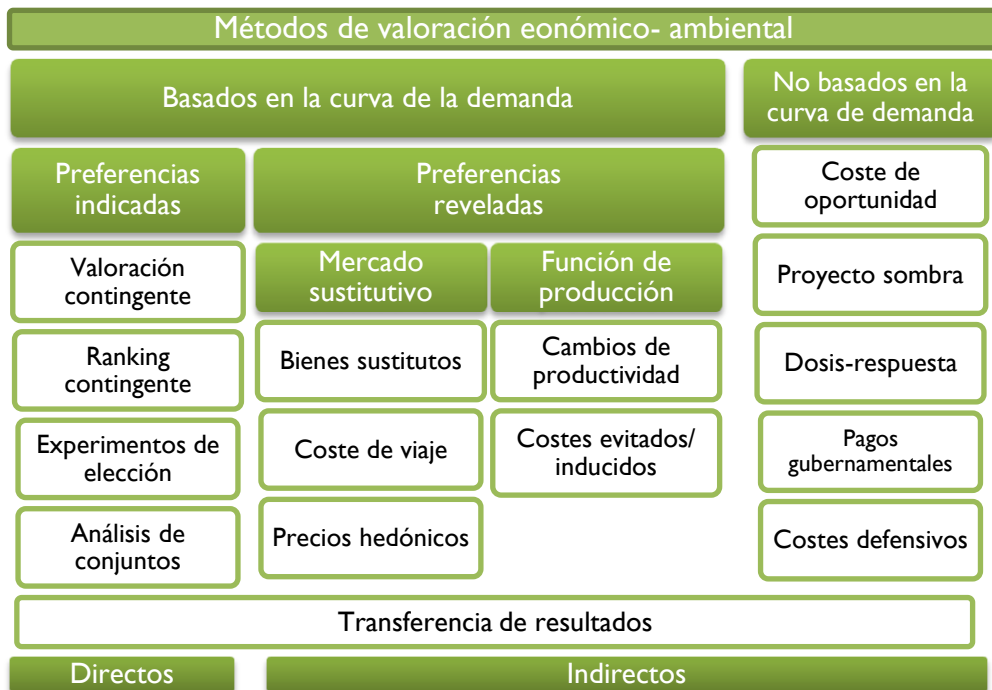 Métodos de valoración eonómico- ambiental
Basados en la curva de la demanda
No basados en la
curva de demanda
Preferencias
indicadas
Preferencias
reveladas
Coste de
oportunidad
Valoración
contingente
Mercado
sustitutivo
Función de
producción
Proyecto sombra
Ranking
contingente
Bienes sustitutos
Cambios de
productividad
Dosis-respuesta
Experimentos de
elección
Coste de viaje
Costes evitados/
inducidos
Pagos
gubernamentales
Análisis de
conjuntos
Precios hedónicos
Costes defensivos
Transferencia de resultados
Directos
Indirectos